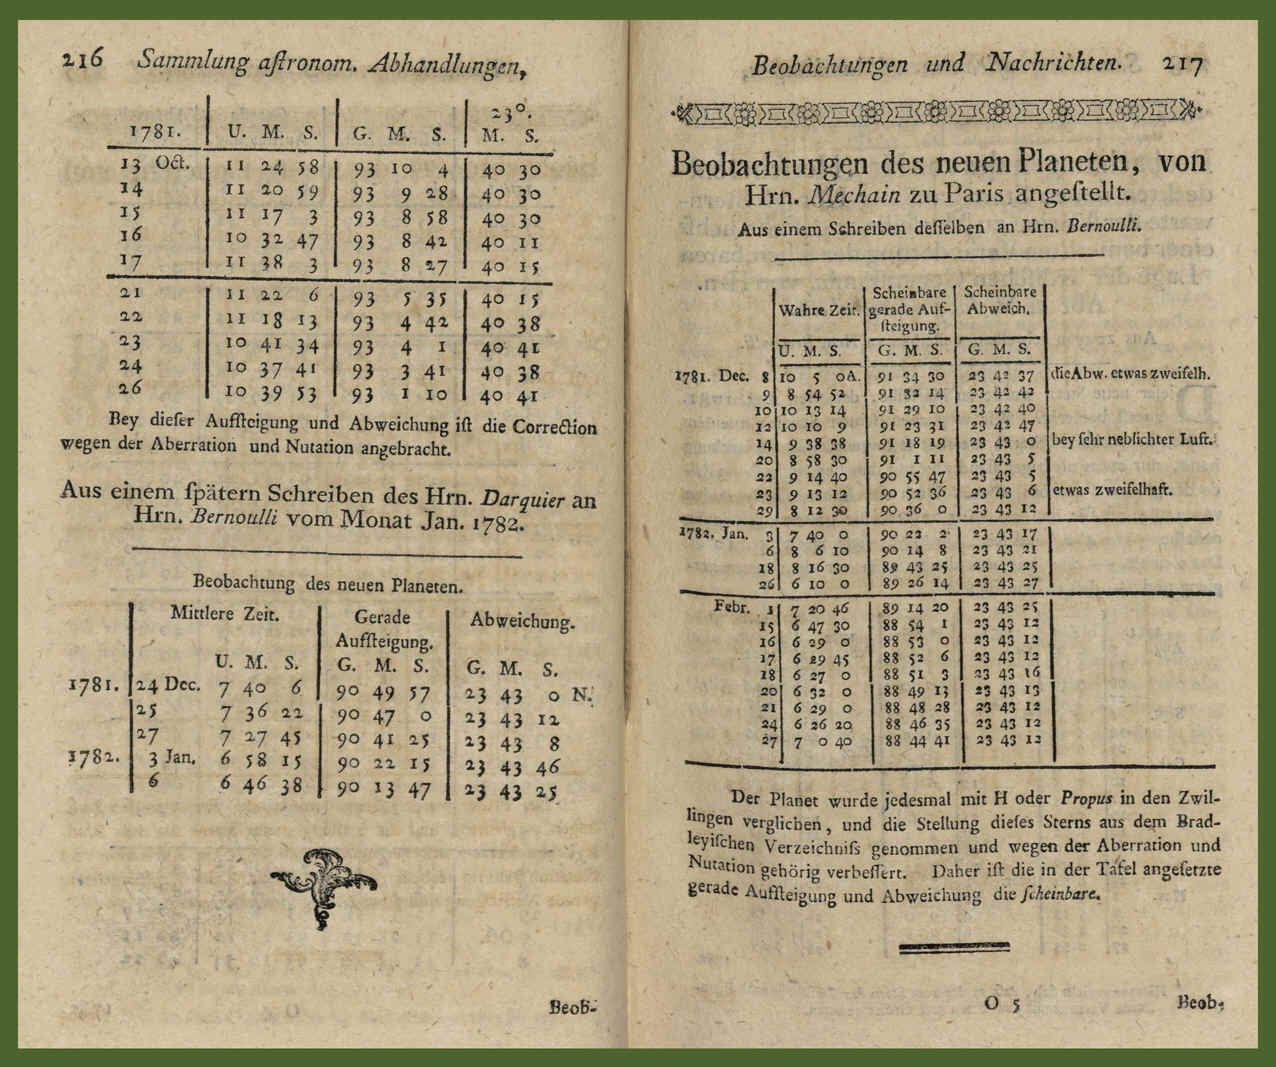 216 Sammlung aſtronom. Abhandlungen,
23°.
1781. U. M. S. G. M. S. M. S.
13 Oct. 11 24 58 93 10 4 40 30
14 11 20 59 93 9 28 40 30
15 11 17 3 93 8 58 40 30
16 10 32 47 93 8 42 40 11
17 11 38 3 93 8 27 40 15
21 11 22 6 93 5 35 40 15
22 11 18 13 93 4 42 40 38
23 10 41 34 93 4 1 40 41
24 10 37 41 93 3 41 40 38
26 10 39 53 93 1 10 40 41
Bey dieſer Aufſteigung und Abweichung iſt die Correction
wegen der Aberration und Nutation angebracht.
Aus einem ſpätern Schreiben des Hrn. Darquier an
Hrn. Bernoulli vom Monat Jan. 1782.
Beobachtung des neuen Planeten.
Mittlere Zeit. Gerade Abweichung.
Aufſteigung.
U. M. S. G. M. S. G. M. S.
1781. 24 Dec. 7 40 6 90 49 57 23 43 0 N.
25 7 36 22 90 47 0 23 43 12
27 7 27 45 90 41 25 23 43 8
1782. 3 Jan. 6 58 15 90 22 15 23 43 46
6 6 46 38 90 13 47 23 43 25
Beob-
Beobachtungen und Nachrichten. 217
Beobachtungen des neuen Planeten, von
Hrn. Mechain zu Paris angeſtellt.
Aus einem Schreiben deſſelben an Hrn. Bernoulli.
Scheinbare Scheinbare
Wahre Zeit. gerade Auf- Abweich.
ſteigung.
U. M. S. G. M. S. G. M. S.
1781. Dec. 8 10 5 0A. 91 34 30 23 42 37 die Abw. etwas zweifelh.
9 8 54 52 91 32 14 23 42 42
10 10 13 14 91 29 10 23 42 40
12 10 10 9 91 23 31 23 42 47
14 9 38 38 91 18 19 23 43 0 bey ſehr neblichter Luft.
20 8 58 30 91 1 11 23 43 5
22 9 14 40 90 55 47 23 43 5
23 9 13 12 90 52 36 23 43 6 etwas zweifelhaft.
29 8 12 30 90 36 0 23 43 12
1782. Jan. 3 7 40 0 90 22 2 23 43 17
6 8 6 10 90 14 8 23 43 21
18 8 16 30 89 43 25 23 43 25
26 6 10 0 89 26 14 23 43 27
Febr. 1 7 20 46 89 14 20 23 43 25
15 6 47 30 88 54 1 23 43 12
16 6 29 0 88 53 0 23 43 12
17 6 29 45 88 52 6 23 43 12
18 6 27 0 88 51 3 23 43 16
20 6 32 0 88 49 13 23 43 13
21 6 29 0 88 48 28 23 43 12
24 6 26 20 88 46 35 23 43 12
27 7 0 40 88 44 41 23 43 12
Der Planet wurde jedesmal mit H oder Propus in den Zwil-
lingen verglichen, und die Stellung dieſes Sterns aus dem Brad-
leyiſchen Verzeichniß genommen und wegen der Aberration und
Nutation gehörig verbeſſert. Daher iſt die in der Tafel angeſetzte
gerade Aufſteigung und Abweichung die ſcheinbare.
O 5 Beob-